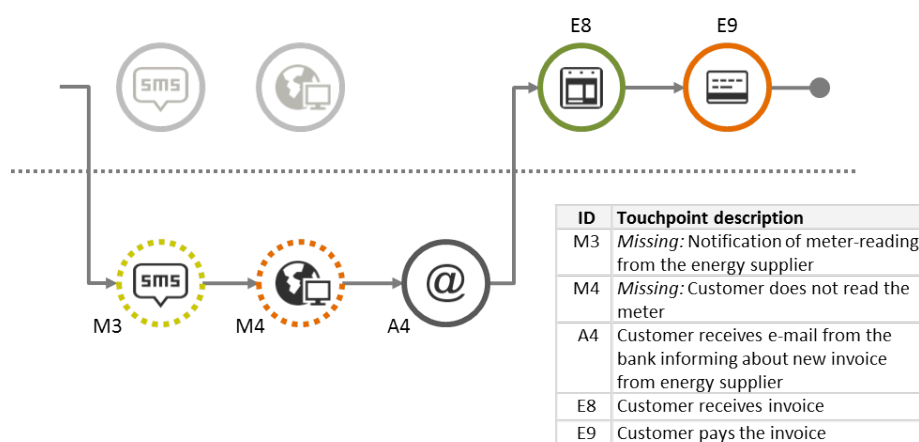 E8 E9
sms
sms
@
M3 M4 A4
ID Touchpoint description
M3 Missing: Notification of meter-reading
from the energy supplier
M4 Missing: Customer does not read the
meter
A4 Customer receives e-mail from the
bank informing about new invoice
from energy supplier
E8 Customer receives invoice
E9 Customer pays the invoice